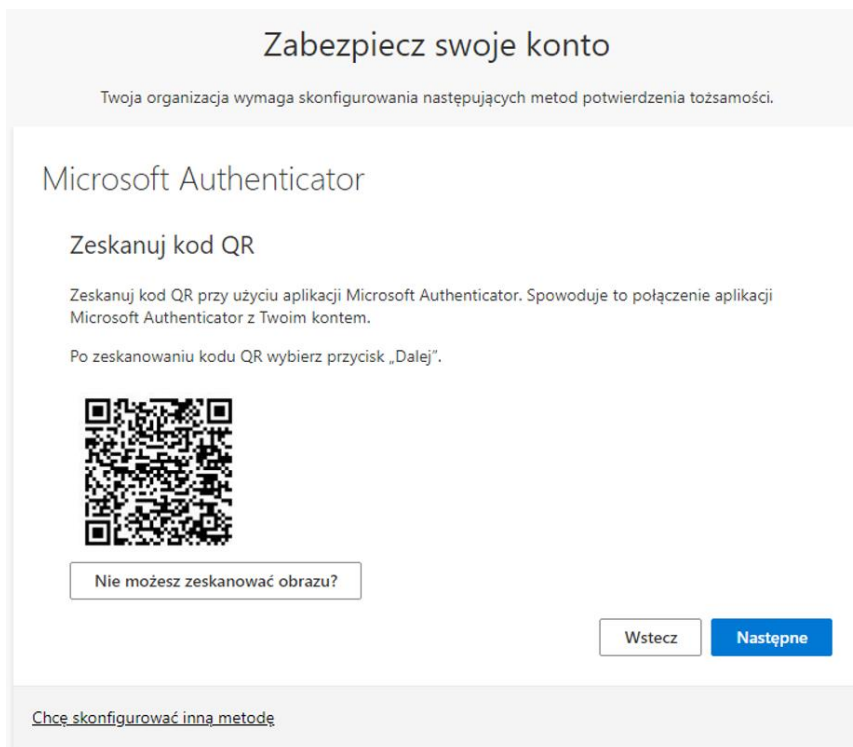 Zabezpiecz swoje konto
Twoja organizacja wymaga skonfigurowania następujących metod potwierdzenia tożsamości.
Microsoft Authenticator
Zeskanuj kod QR
Zeskanuj kod QR przy użyciu aplikacji Microsoft Authenticator. Spowoduje to połączenie aplikacji
Microsoft Authenticator z Twoim kontem.
Po zeskanowaniu kodu QR wybierz przycisk „Dalej”.
Nie możesz zeskanować obrazu?
Wstecz
Następne
Chcę skonfigurować inną metodę